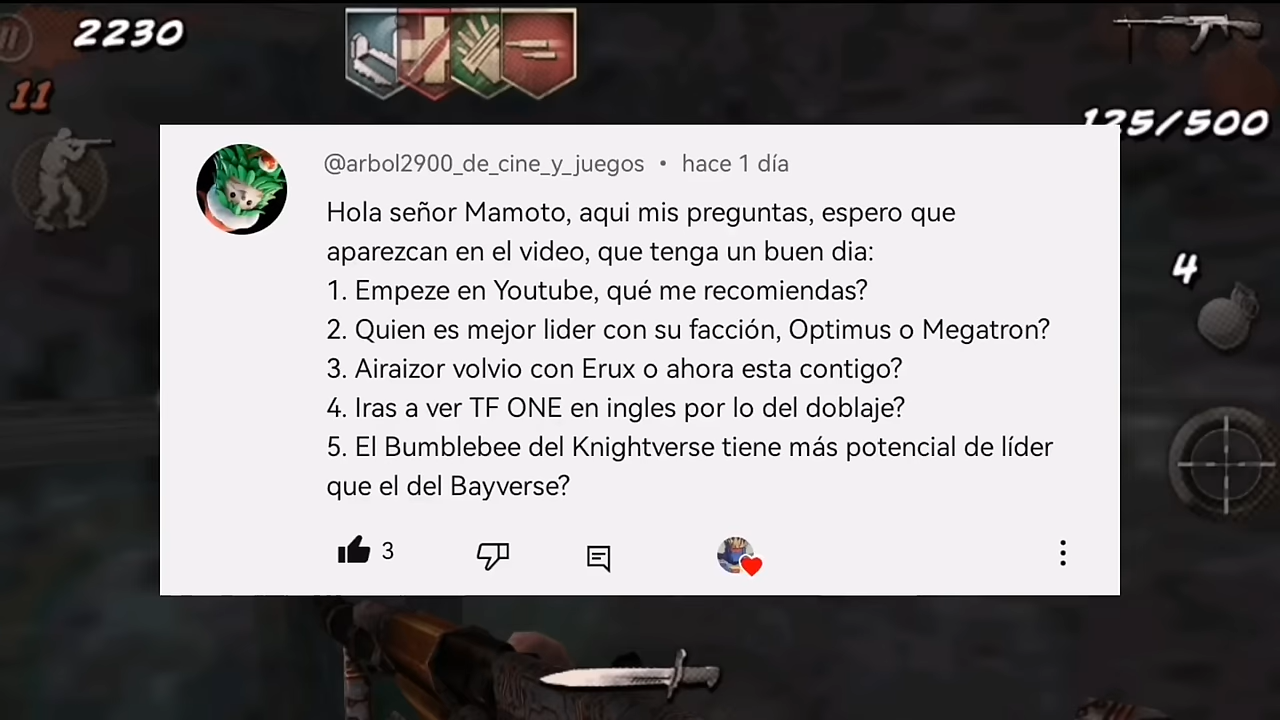 2230
11
125/500
@arbol2900_de_cine_y_juegos • hace 1 día
Hola señor Mamoto, aqui mis preguntas, espero que
aparezcan en el video, que tenga un buen dia:
1. Empeze en Youtube, qué me recomiendas?
2. Quien es mejor lider con su facción, Optimus o Megatron?
3. Airaizor volvio con Erux o ahora esta contigo?
4. Iras a ver TF ONE en ingles por lo del doblaje?
5. El Bumblebee del Knightverse tiene más potencial de líder
que el del Bayverse?
3
4